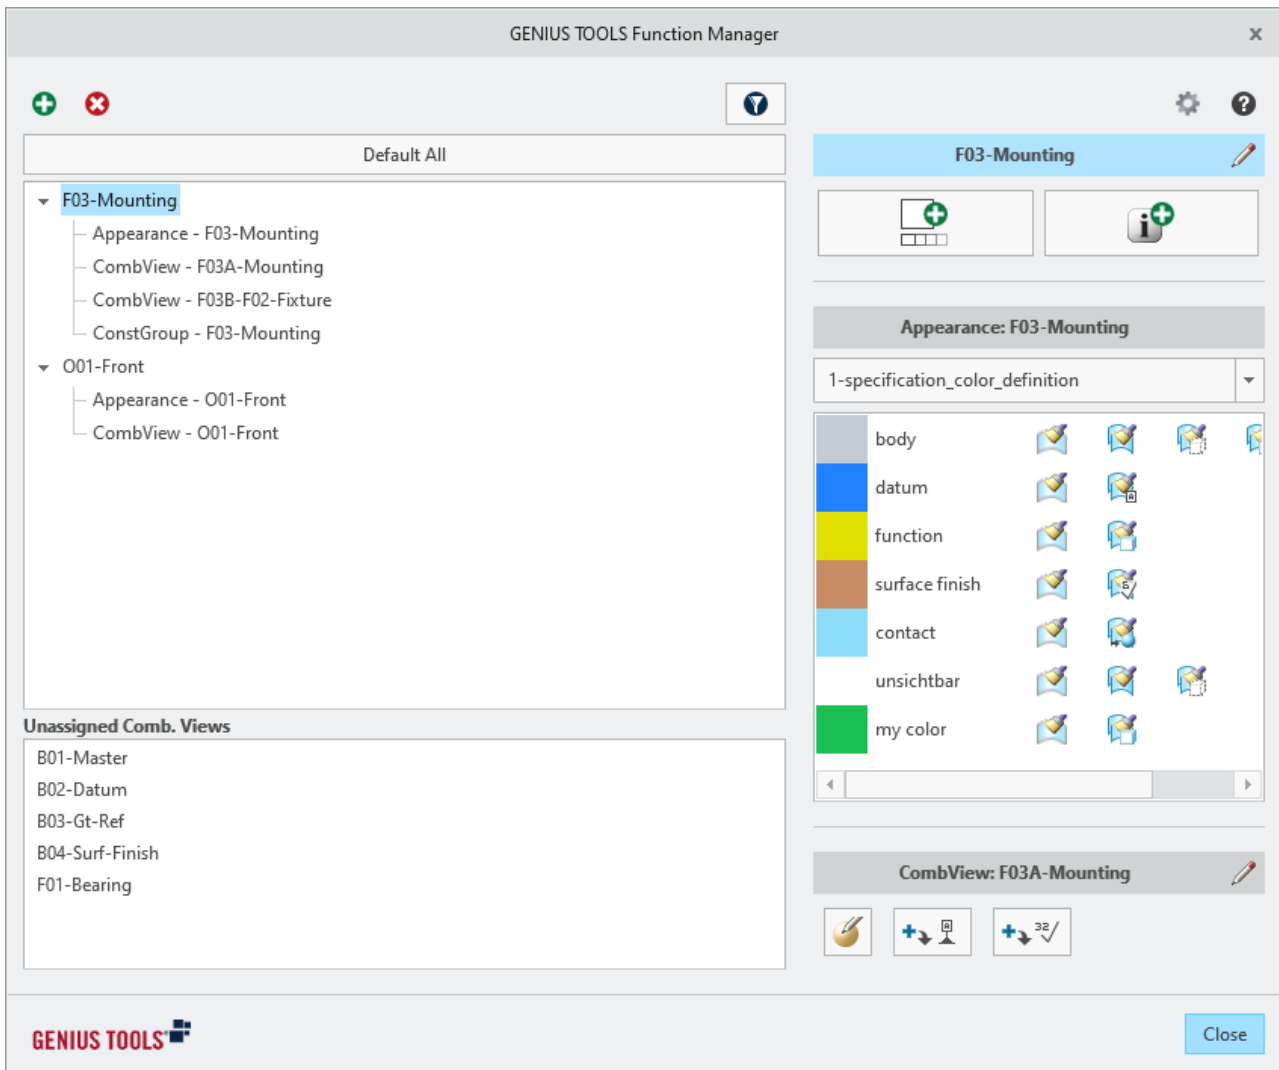 GENIUS TOOLS Function Manager
Default All
F03-Mounting
Appearance - F03-Mounting
CombView - F03A-Mounting
CombView - F03B-F02-Fixture
ConstGroup - F03-Mounting
O01-Front
Appearance - O01-Front
CombView - O01-Front
Unassigned Comb. Views
B01-Master
B02-Datum
B03-Gt-Ref
B04-Surf-Finish
F01-Bearing
F03-Mounting
Appearance: F03-Mounting
1-specification_color_definition
body
datum
function
surface finish
contact
unsichtbar
my color
CombView: F03A-Mounting
A
32
GENIUS TOOLS
Close